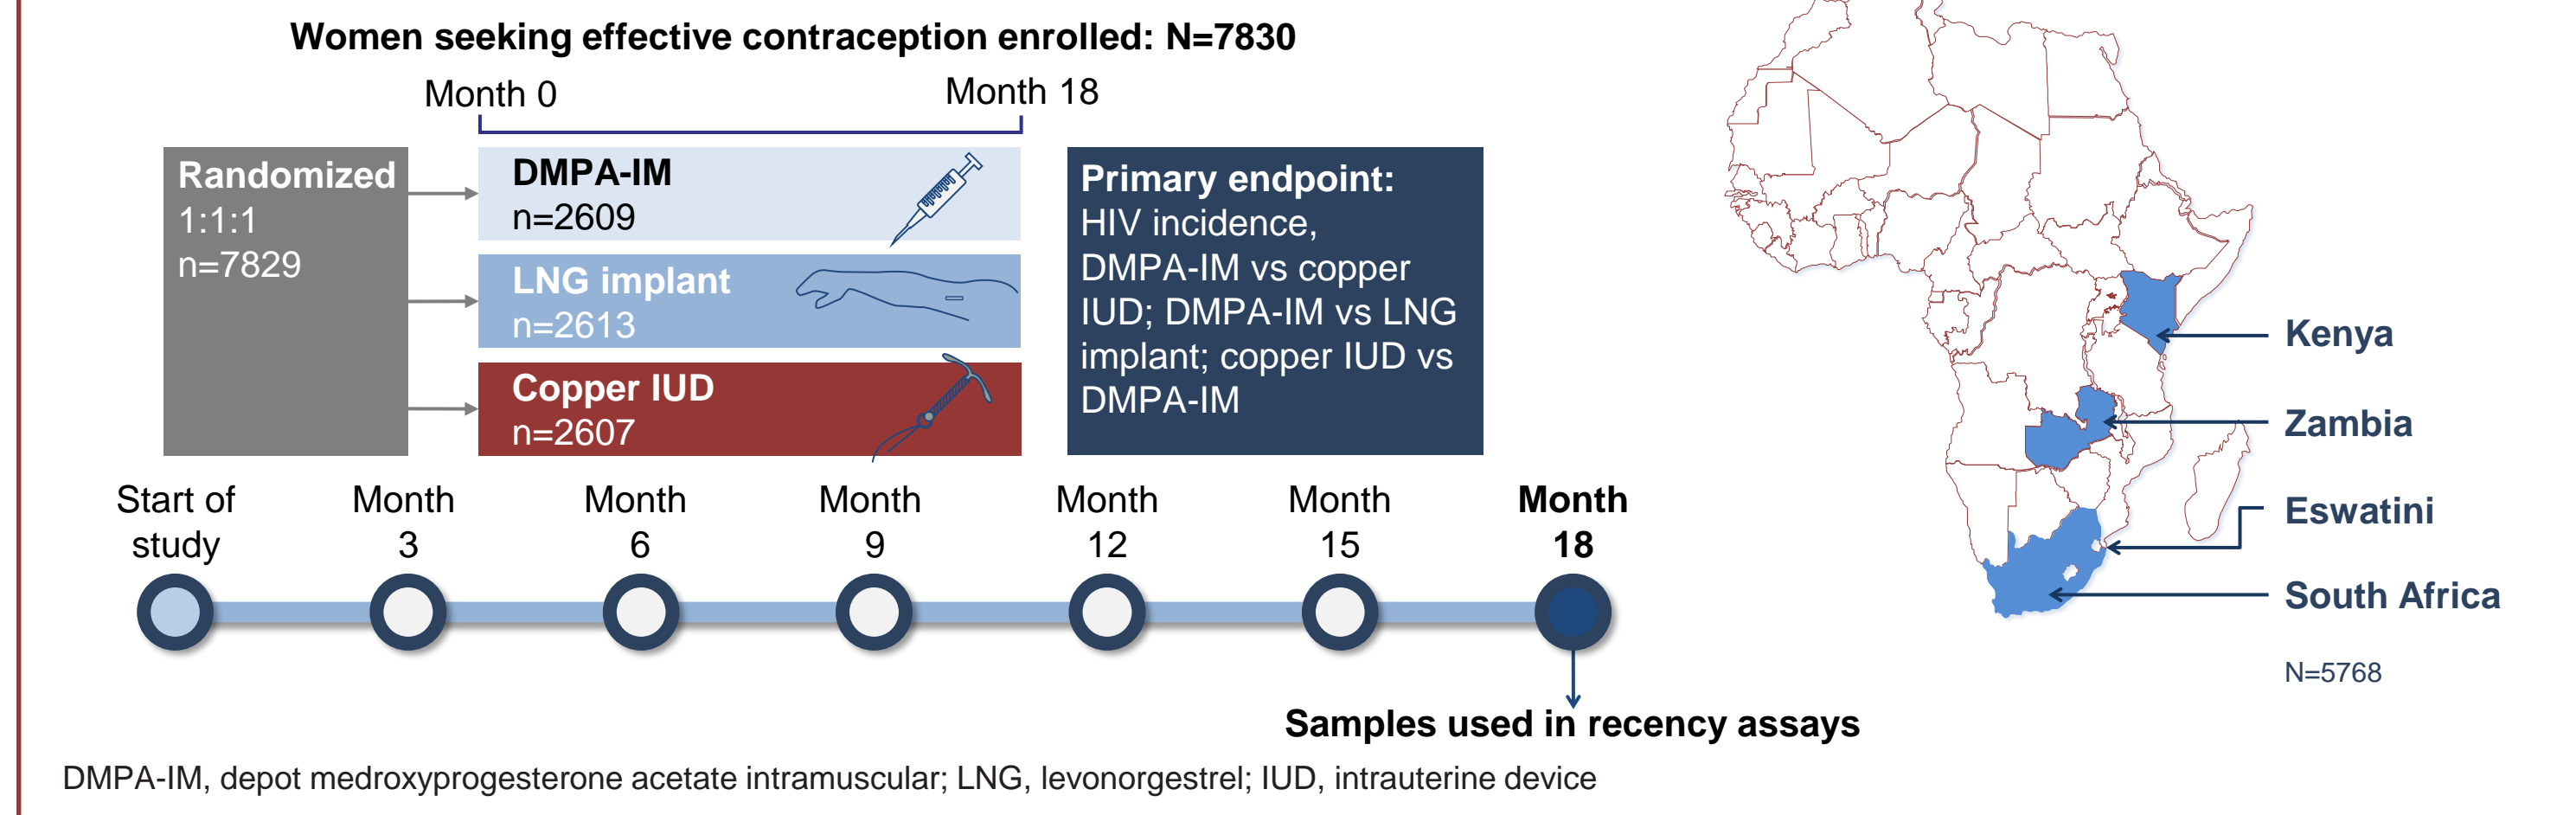 Women seeking effective contraception enrolled: N=7830
Month 0
Month 18
Randomized
1:1:1
n=7829
DMPA-IM
n=2609
LNG implant
n=2613
Copper IUD
n=2607
Primary endpoint:
HIV incidence,
DMPA-IM vs copper
IUD; DMPA-IM vs LNG
implant; copper IUD vs
DMPA-IM
Start of
study
Month
3
Month
6
Month
9
Month
12
Month
15
Month
18
Samples used in recency assays
Kenya
Zambia
Eswatini
South Africa
N=5768
DMPA-IM, depot medroxyprogesterone acetate intramuscular; LNG, levonorgestrel; IUD, intrauterine device